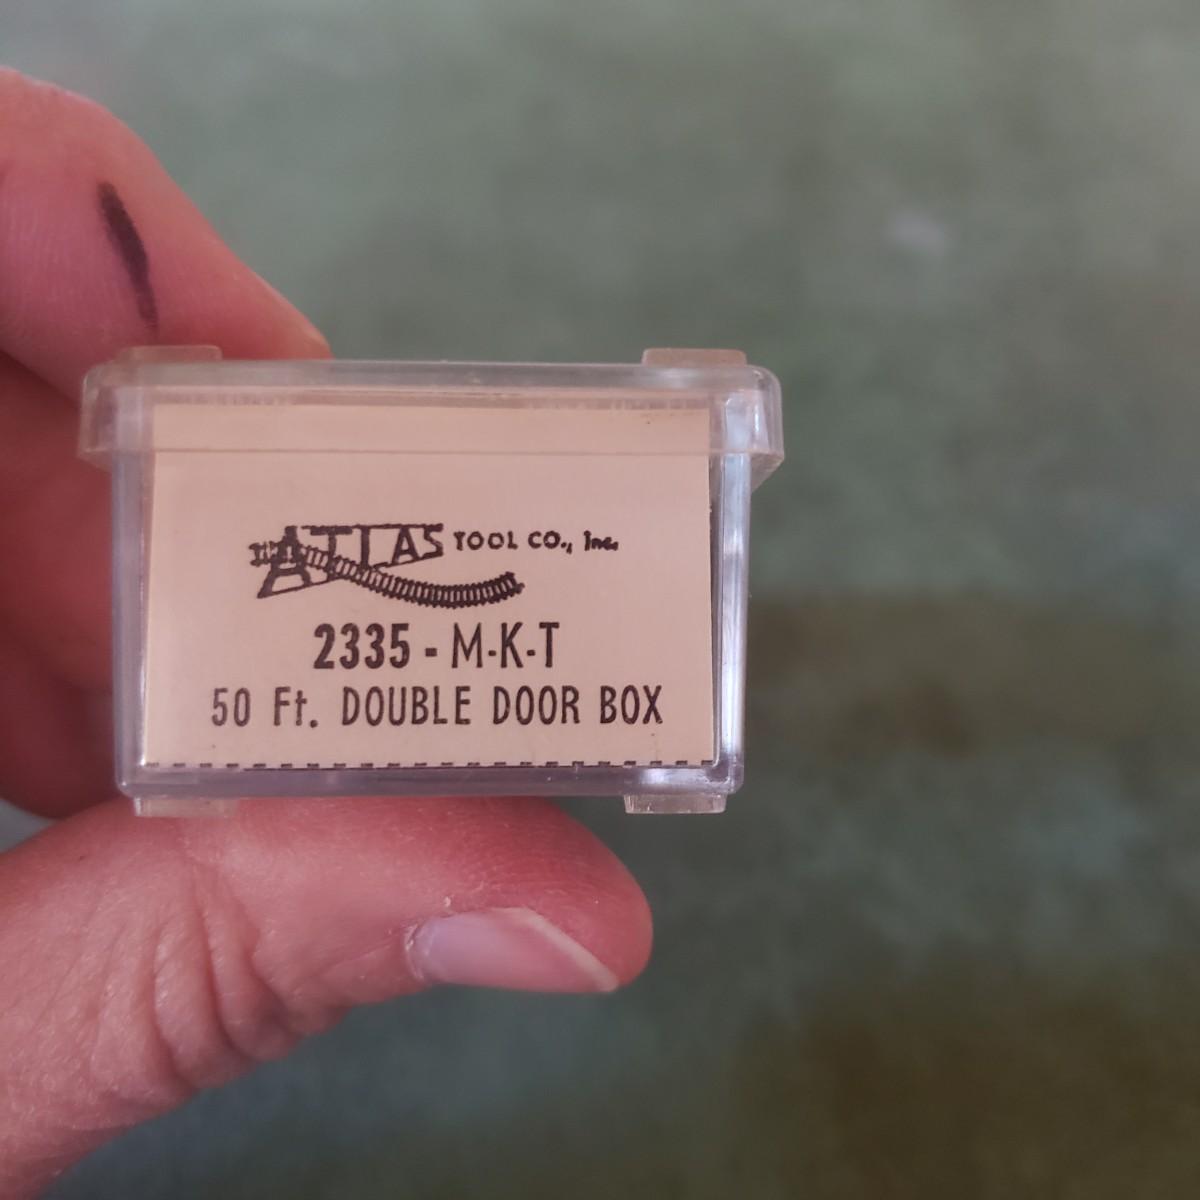 ATLAS TOOL CO., Inc.
2335 - M-K-T
50 Ft. DOUBLE DOOR BOX